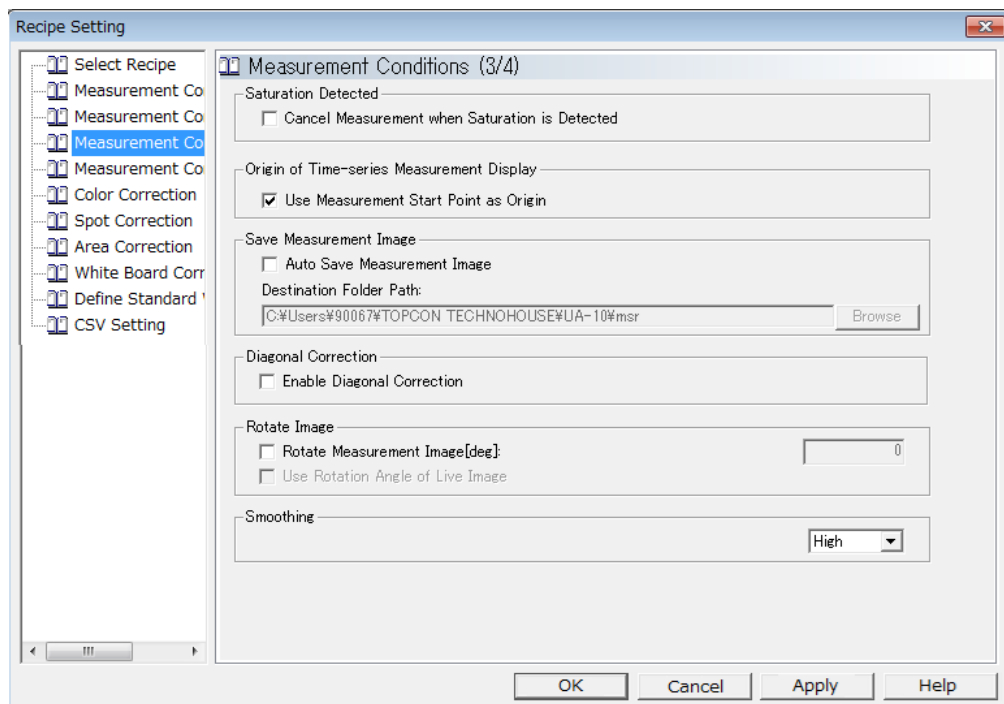 Recipe Setting
Select Recipe
Measurement Co
Measurement Co
Measurement Co
Measurement Co
Color Correction
Spot Correction
Area Correction
White Board Corr
Define Standard
CSV Setting
Measurement Conditions (3/4)
Saturation Detected
Cancel Measurement when Saturation is Detected
Origin of Time-series Measurement Display
Use Measurement Start Point as Origin
Save Measurement Image
Auto Save Measurement Image
Destination Folder Path:
C:¥Users¥90067¥TOPCON TECHNOHOUSE¥UA-10¥msr
Browse
Diagonal Correction
Enable Diagonal Correction
Rotate Image
Rotate Measurement Image[deg]:
0
Use Rotation Angle of Live Image
Smoothing
High
OK
Cancel
Apply
Help